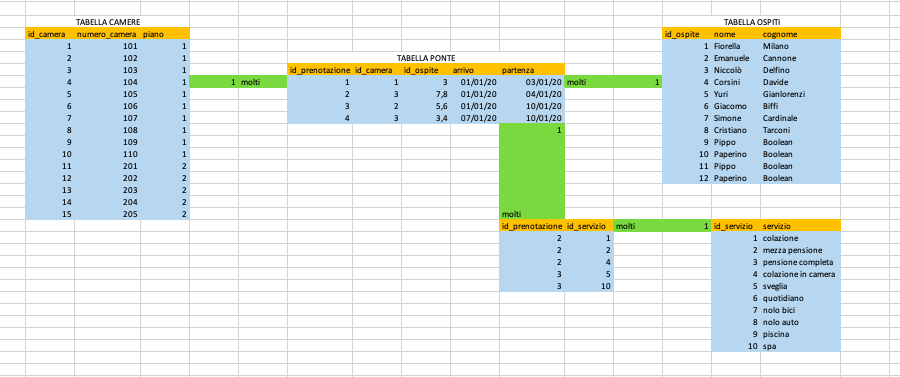 TABELLA CAMERE
id_camera numero_camera piano
1 101 1
2 102 1
3 103 1
4 104 1
5 105 1
6 106 1
7 107 1
8 108 1
9 109 1
10 110 1
11 201 2
12 202 2
13 203 2
14 204 2
15 205 2
1 molti
TABELLA PONTE
id_prenotazione id_camera id_ospite arrivo partenza
1 1 3 01/01/20 03/01/20
2 3 7,8 01/01/20 04/01/20
3 2 5,6 01/01/20 10/01/20
4 3 3,4 07/01/20 10/01/20
molti 1
TABELLA OSPITI
id_ospite nome cognome
1 Fiorella Milano
2 Emanuele Cannone
3 Niccolò Delfino
4 Corsini Davide
5 Yuri Gianlorenzi
6 Giacomo Biffi
7 Simone Cardinale
8 Cristiano Tarconi
9 Pippo Boolean
10 Paperino Boolean
11 Pippo Boolean
12 Paperino Boolean
1
molti
id_prenotazione id_servizio
2 1
2 2
2 4
3 5
3 10
molti 1
id_servizio servizio
1 colazione
2 mezza pensione
3 pensione completa
4 colazione in camera
5 sveglia
6 quotidiano
7 nolo bici
8 nolo auto
9 piscina
10 spa